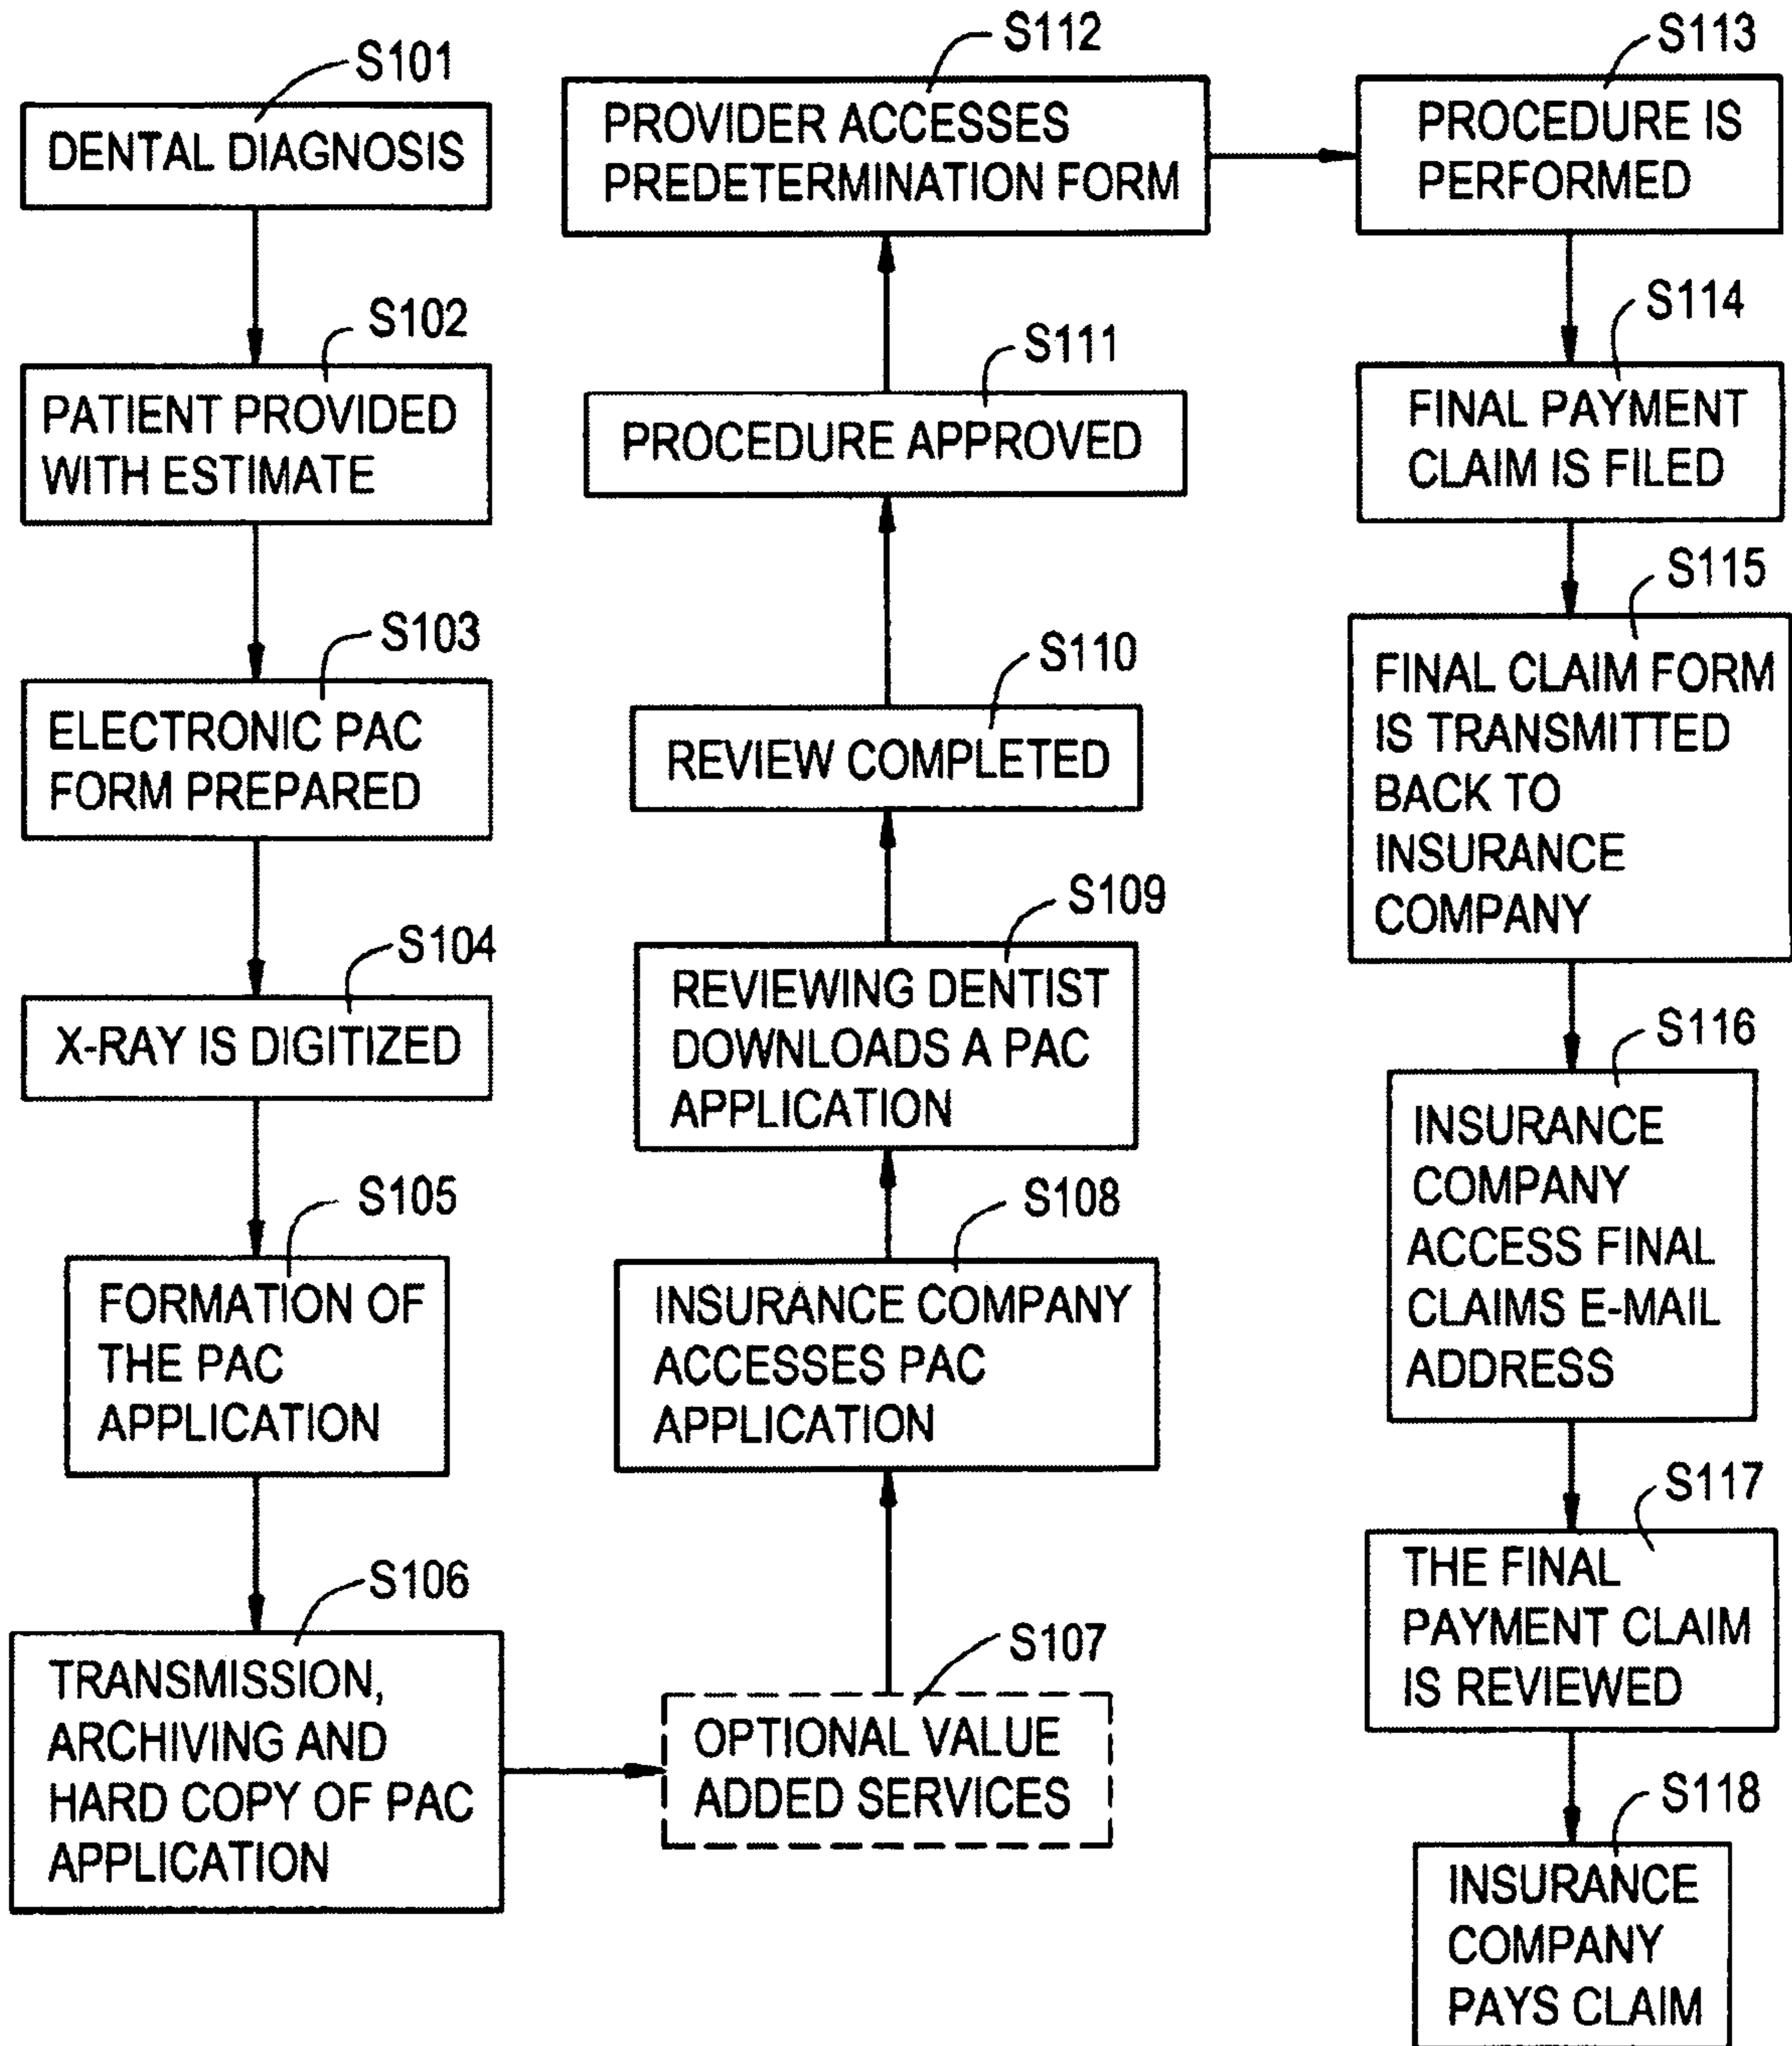 S101
DENTAL DIAGNOSIS
S102
PATIENT PROVIDED
WITH ESTIMATE
S103
ELECTRONIC PAC
FORM PREPARED
S104
X-RAY IS DIGITIZED
S105
FORMATION OF
THE PAC
APPLICATION
S106
TRANSMISSION,
ARCHIVING AND
HARD COPY OF PAC
APPLICATION
S107
OPTIONAL VALUE
ADDED SERVICES
S108
INSURANCE COMPANY
ACCESSES PAC
APPLICATION
S109
REVIEWING DENTIST
DOWNLOADS A PAC
APPLICATION
S110
REVIEW COMPLETED
S111
PROCEDURE APPROVED
S112
PROVIDER ACCESSES
PREDETERMINATION FORM
S113
PROCEDURE IS
PERFORMED
S114
FINAL PAYMENT
CLAIM IS FILED
S115
FINAL CLAIM FORM
IS TRANSMITTED
BACK TO
INSURANCE
COMPANY
S116
INSURANCE
COMPANY
ACCESS FINAL
CLAIMS E-MAIL
ADDRESS
S117
THE FINAL
PAYMENT CLAIM
IS REVIEWED
S118
INSURANCE
COMPANY
PAYS CLAIM